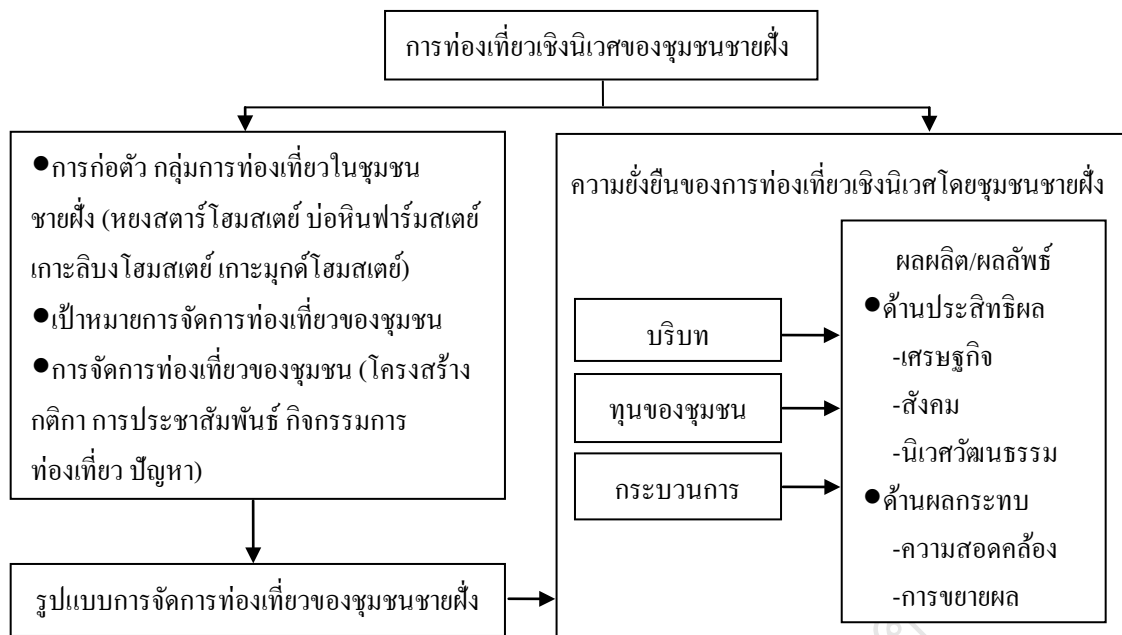 การท่องเที่ยวเชิงนิเวศของชุมชนชายฝั่ง
●การก่อตัว กลุ่มการท่องเที่ยวในชุมชน
ชายฝั่ง (หยงสตาร์โฮมสเตย์ บ่อหินฟาร์มสเตย์
เกาะลิบงโฮมสเตย์ เกาะมุกด์โฮมสเตย์)
●เป้าหมายการจัดการท่องเที่ยวของชุมชน
●การจัดการท่องเที่ยวของชุมชน (โครงสร้าง
กติกา การประชาสัมพันธ์ กิจกรรมการ
ท่องเที่ยว ปัญหา)
รูปแบบการจัดการท่องเที่ยวของชุมชนชายฝั่ง
ความยั่งยืนของการท่องเที่ยวเชิงนิเวศโดยชุมชนชายฝั่ง
บริบท
ทุนของชุมชน
กระบวนการ
ผลผลิต/ผลลัพธ์
●ด้านประสิทธิผล
-เศรษฐกิจ
-สังคม
-นิเวศวัฒนธรรม
●ด้านผลกระทบ
-ความสอดคล้อง
-การขยายผล